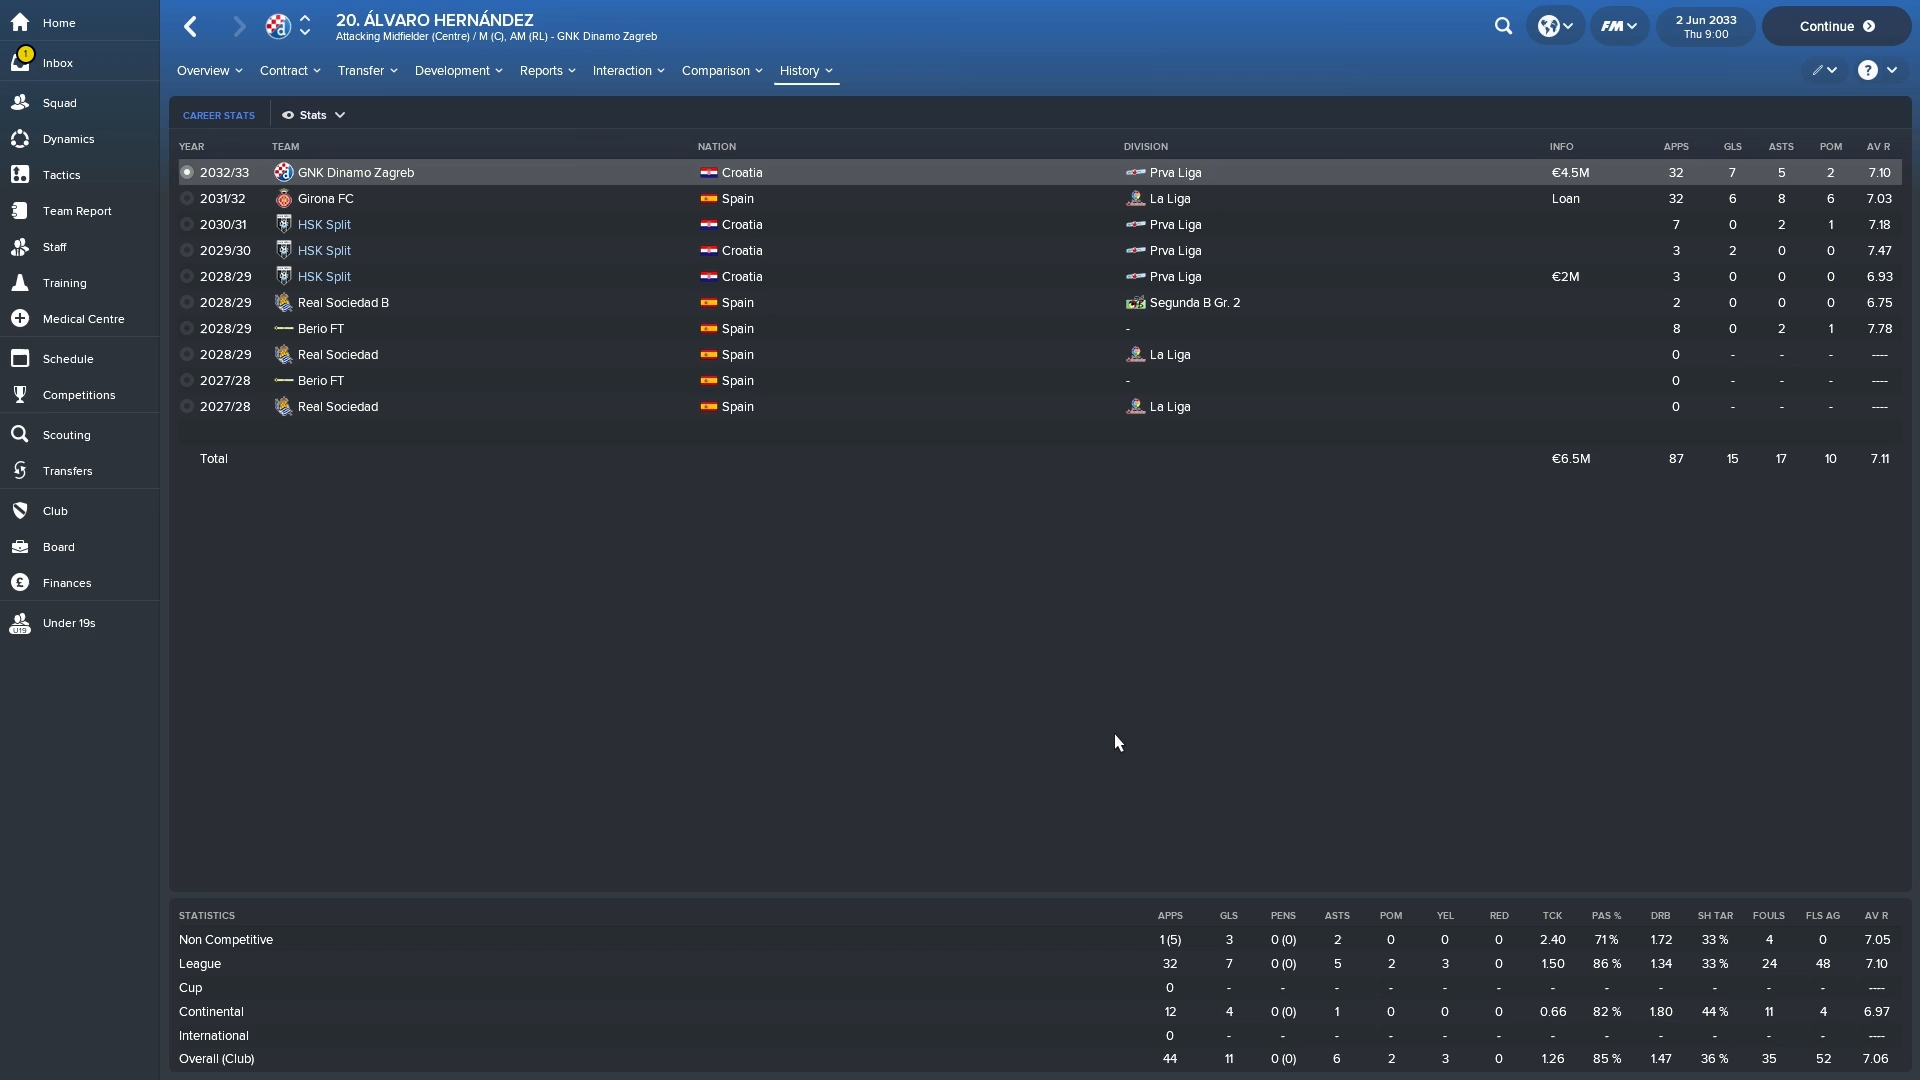 Home
1
Inbox
Squad
Dynamics
Tactics
Team Report
Staff
Training
Medical Centre
Schedule
Competitions
Scouting
Transfers
Club
Board
Finances
U19
Under 19s
20. ÁLVARO HERNÁNDEZ
Attacking Midfielder (Centre) / M (C), AM (RL) - GNK Dinamo Zagreb
FM
2 Jun 2033
Thu 9:00
Continue
Overview Contract Transfer Development Reports Interaction Comparison History
?
CAREER STATS Stats
YEAR TEAM NATION DIVISION INFO APPS GLS ASTS POM AV R
2032/33 GNK Dinamo Zagreb Croatia Prva Liga €4.5M 32 7 5 2 7.10
2031/32 Girona FC Spain La Liga Loan 32 6 8 6 7.03
2030/31 HSK Split Croatia Prva Liga 7 0 2 1 7.18
2029/30 HSK Split Croatia Prva Liga 3 2 0 0 7.47
2028/29 HSK Split Croatia Prva Liga €2M 3 0 0 0 6.93
2028/29 Real Sociedad B Spain Segunda B Gr. 2 2 0 0 0 6.75
2028/29 Berio FT Spain - 8 0 2 1 7.78
2028/29 Real Sociedad Spain La Liga 0 - - - ----
2027/28 Berio FT Spain - 0 - - - ----
2027/28 Real Sociedad Spain La Liga 0 - - - ----
Total €6.5M 87 15 17 10 7.11
STATISTICS APPS GLS PENS ASTS POM YEL RED TCK PAS % DRB SH TAR FOULS FLS AG AV R
Non Competitive 1 (5) 3 0 (0) 2 0 0 0 2.40 71 % 1.72 33 % 4 0 7.05
League 32 7 0 (0) 5 2 3 0 1.50 86 % 1.34 33 % 24 48 7.10
Cup 0 - - - - - - - - - - - - ----
Continental 12 4 0 (0) 1 0 0 0 0.66 82 % 1.80 44 % 11 4 6.97
International 0 - - - - - - - - - - - - ----
Overall (Club) 44 11 0 (0) 6 2 3 0 1.26 85 % 1.47 36 % 35 52 7.06